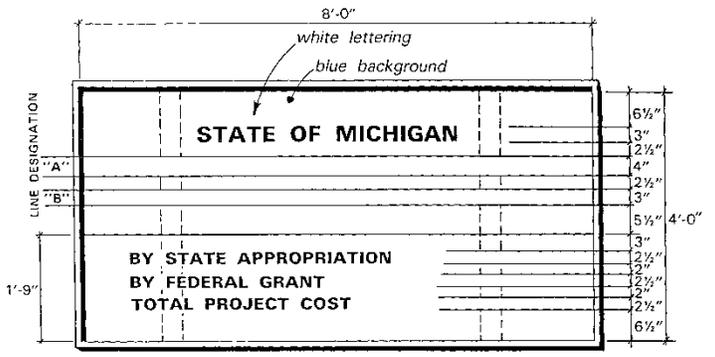 8'-0"
white lettering
blue background
LINE DESIGNATION
STATE OF MICHIGAN
6½"
3"
2½"
"A"
4"
2½"
"B"
3"
5½"
4'-0"
3"
BY STATE APPROPRIATION
2½"
2"
BY FEDERAL GRANT
2½"
1'-9"
2"
TOTAL PROJECT COST
2½"
6½"